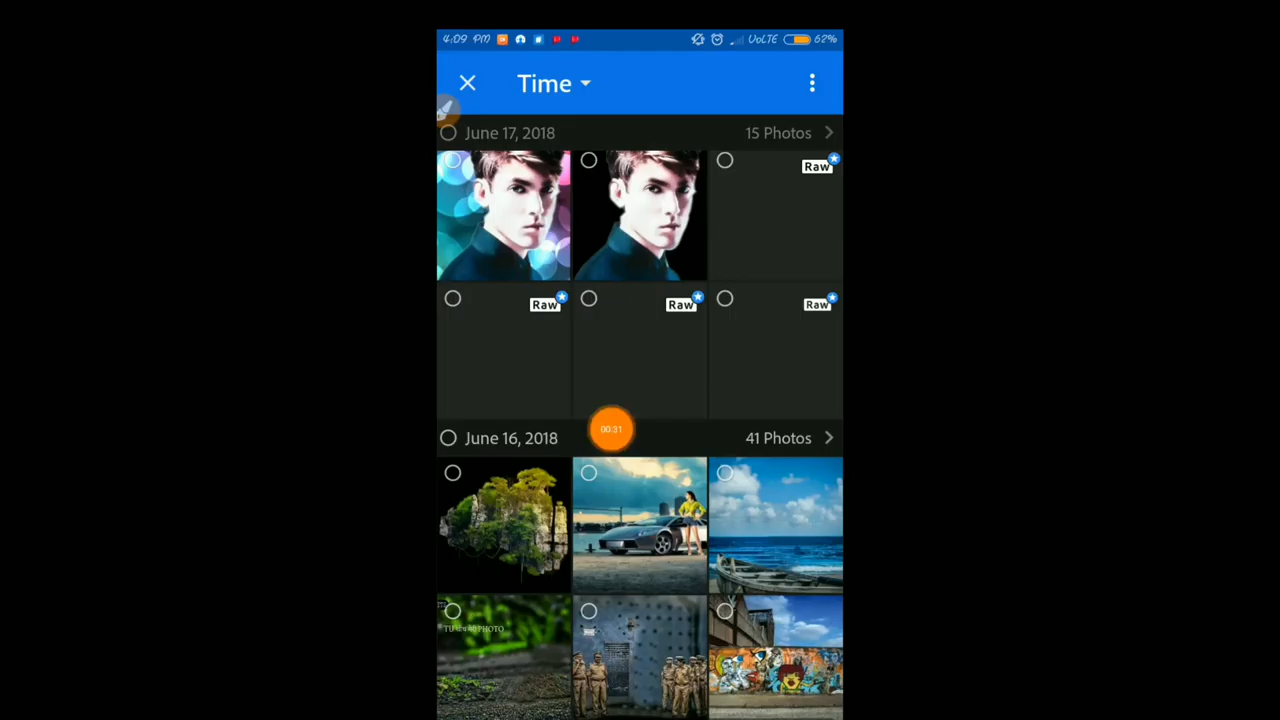 4:09 PM VoLTE 62%
Time
June 17, 2018 15 Photos
Raw
Raw Raw Raw
00:31
June 16, 2018 41 Photos
PHOTO